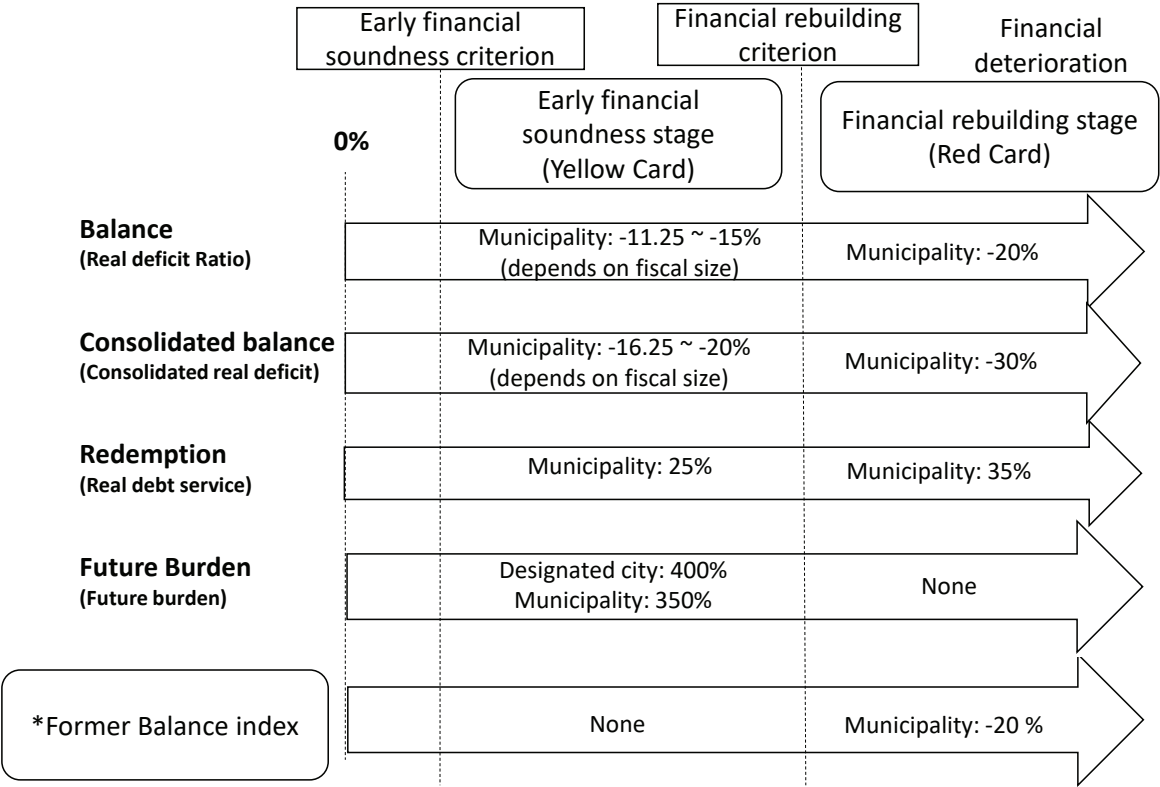 Early financial
soundness criterion
Financial rebuilding
criterion
Financial
deterioration
0%
Early financial
soundness stage
(Yellow Card)
Financial rebuilding stage
(Red Card)
Balance
(Real deficit Ratio)
Municipality: -11.25 ~ -15%
(depends on fiscal size)
Municipality: -20%
Consolidated balance
(Consolidated real deficit)
Municipality: -16.25 ~ -20%
(depends on fiscal size)
Municipality: -30%
Redemption
(Real debt service)
Municipality: 25%
Municipality: 35%
Future Burden
(Future burden)
Designated city: 400%
Municipality: 350%
None
*Former Balance index
None
Municipality: -20 %